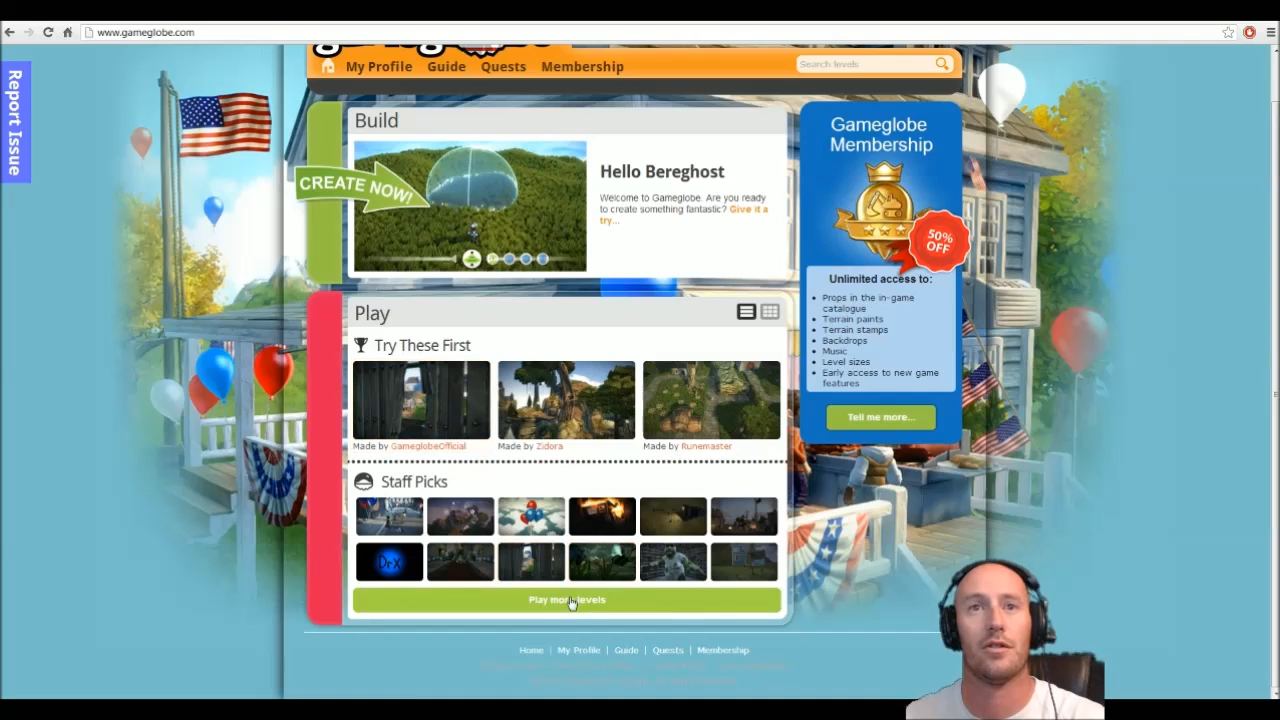 www.gameglobe.com
Report Issue
My Profile Guide Quests Membership
Search levels
Build
CREATE NOW!
Hello Bereghost
Welcome to Gameglobe. Are you ready
to create something fantastic? Give it a
try...
Gameglobe
Membership
50%
OFF
Unlimited access to:
• Props in the in-game
catalogue
• Terrain paints
• Terrain stamps
• Backdrops
• Music
• Level sizes
• Early access to new game
features
Tell me more...
Play
Try These First
Made by GameglobeOfficial
Made by Zidora
Made by Runemaster
Staff Picks
Drx
Play more levels
Home | My Profile | Guide | Quests | Membership